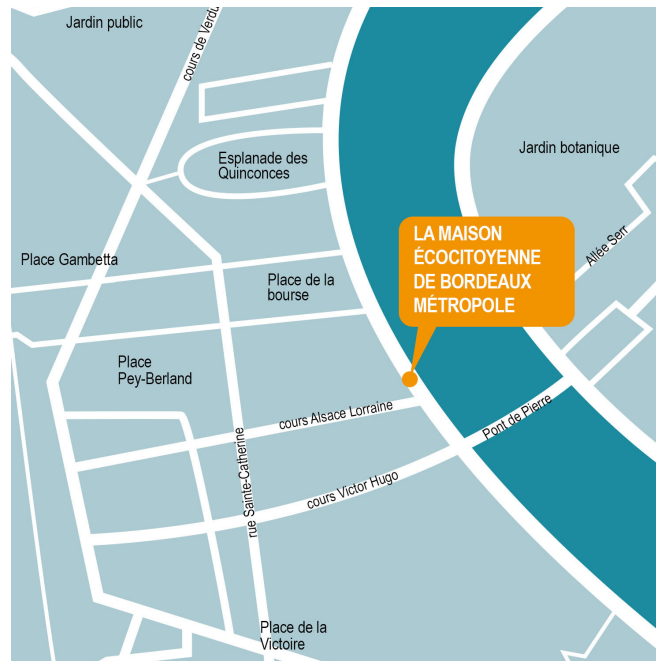 Jardin public
cours de Verdu
Esplanade des
Quinconces
Jardin botanique
LA MAISON
ÉCOCITOYENNE
DE BORDEAUX
MÉTROPOLE
Allée Serr
Place Gambetta
Place de la
bourse
Place
Pey-Berland
cours Alsace Lorraine
Pont de Pierre
rue Sainte-Catherine
cours Victor Hugo
Place de la
Victoire